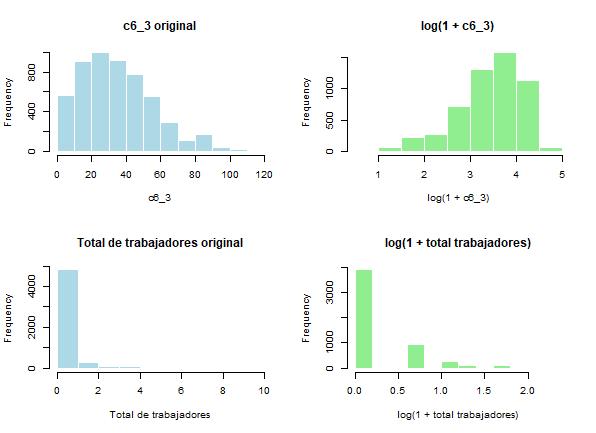 c6_3 original
Frequency
0 400 800
0 20 40 60 80 100 120
c6_3
log(1 + c6_3)
Frequency
0 500 1500
1 2 3 4 5
log(1 + c6_3)
Total de trabajadores original
Frequency
0 2000 4000
0 2 4 6 8 10
Total de trabajadores
log(1 + total trabajadores)
Frequency
0 1000 3000
0.0 0.5 1.0 1.5 2.0
log(1 + total trabajadores)